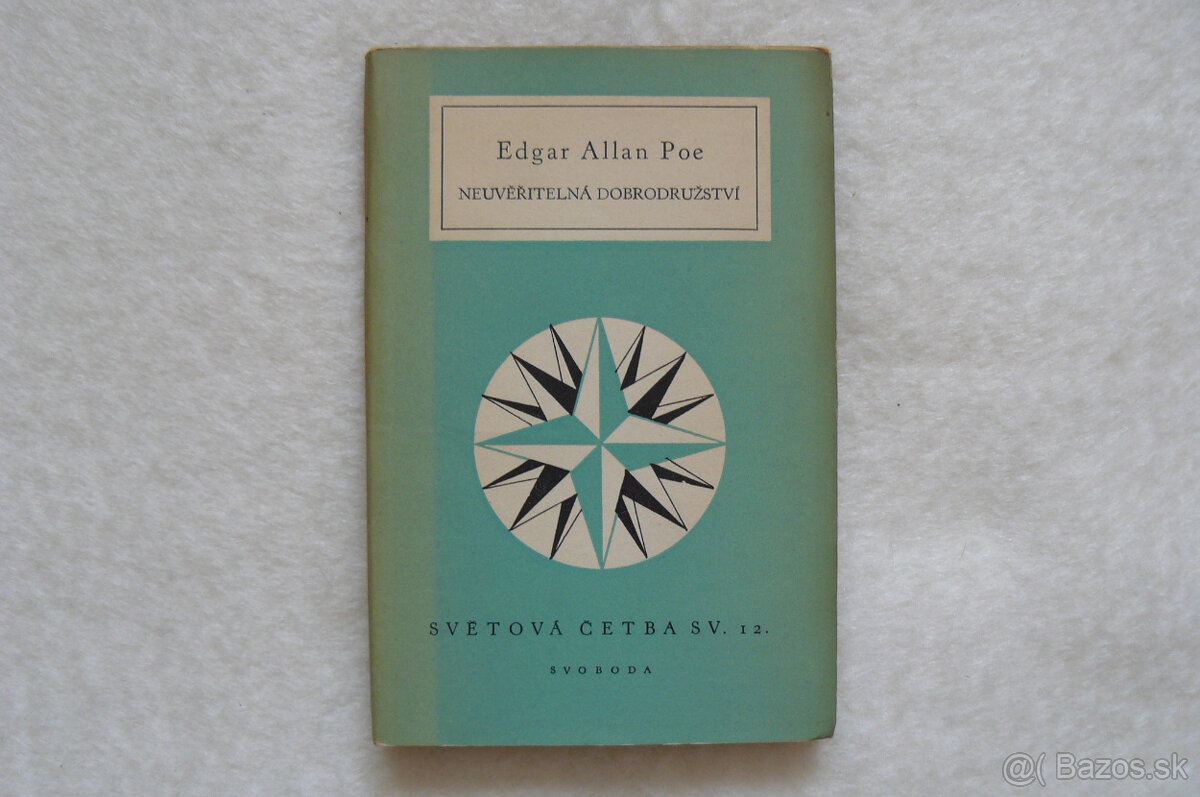 Edgar Allan Poe
NEUVĚŘITELNÁ DOBRODRUŽSTVÍ
SVĚTOVÁ ČETBA SV. 12.
SVOBODA
@( Bazos.sk